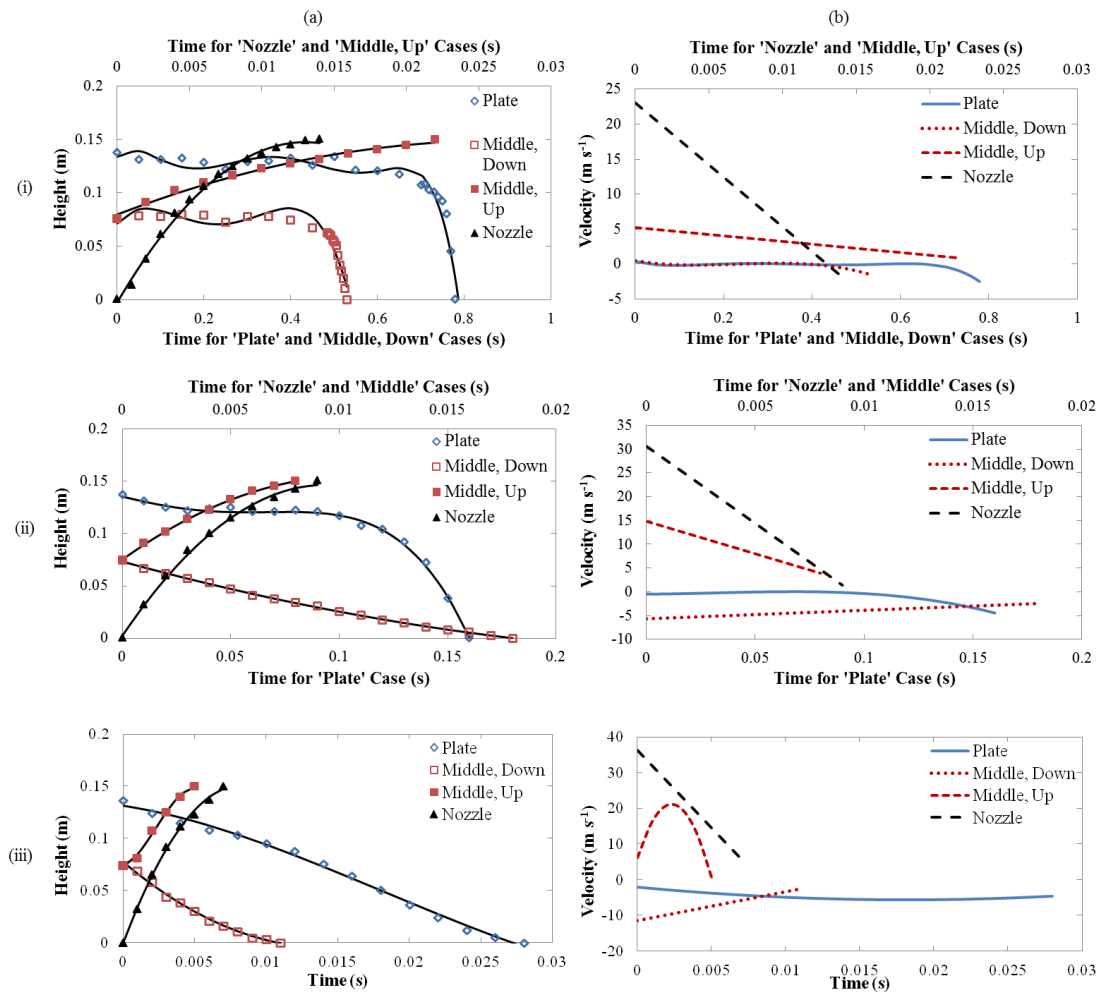 (a)
(b)
(i)
Time for 'Nozzle' and 'Middle, Up' Cases (s)
0 0.005 0.01 0.015 0.02 0.025 0.03
Height (m)
0.2
0.15
0.1
0.05
0
Plate
Middle,
Down
Middle,
Up
Nozzle
0 0.2 0.4 0.6 0.8 1
Time for 'Plate' and 'Middle, Down' Cases (s)
Time for 'Nozzle' and 'Middle, Up' Cases (s)
0 0.005 0.01 0.015 0.02 0.025 0.03
Velocity (m s⁻¹)
25
20
15
10
5
0
-5
Plate
Middle, Down
Middle, Up
Nozzle
0 0.2 0.4 0.6 0.8 1
Time for 'Plate' and 'Middle, Down' Cases (s)
(ii)
Time for 'Nozzle' and 'Middle' Cases (s)
0 0.005 0.01 0.015 0.02
Height (m)
0.2
0.15
0.1
0.05
0
Plate
Middle, Down
Middle, Up
Nozzle
0 0.05 0.1 0.15 0.2
Time for 'Plate' Case (s)
Time for 'Nozzle' and 'Middle' Cases (s)
0 0.005 0.01 0.015 0.02
Velocity (m s⁻¹)
35
30
25
20
15
10
5
0
-5
-10
Plate
Middle, Down
Middle, Up
Nozzle
0 0.05 0.1 0.15 0.2
Time for 'Plate' Case (s)
(iii)
Height (m)
0.2
0.15
0.1
0.05
0
Plate
Middle, Down
Middle, Up
Nozzle
0 0.005 0.01 0.015 0.02 0.025 0.03
Time (s)
Velocity (m s⁻¹)
40
30
20
10
0
-10
-20
Plate
Middle, Down
Middle, Up
Nozzle
0 0.005 0.01 0.015 0.02 0.025 0.03
Time (s)